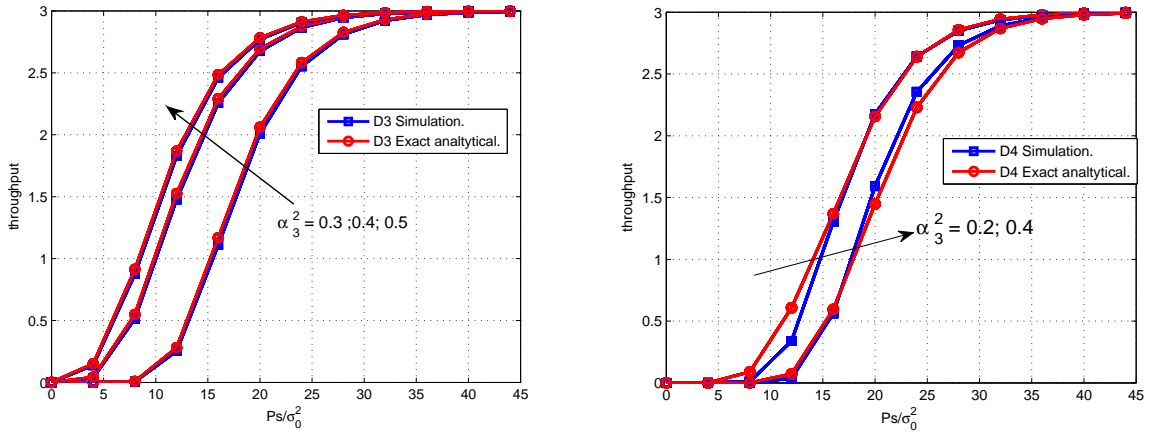 3
2.5
2
1.5
1
0.5
0
throughput
D3 Simulation.
D3 Exact analtytical.
α₃² = 0.3 ;0.4; 0.5
0 5 10 15 20 25 30 35 40 45
Ps/σ₀²
3
2.5
2
1.5
1
0.5
0
throughput
D4 Simulation.
D4 Exact analtytical.
α₃² = 0.2; 0.4
0 5 10 15 20 25 30 35 40 45
Ps/σ₀²